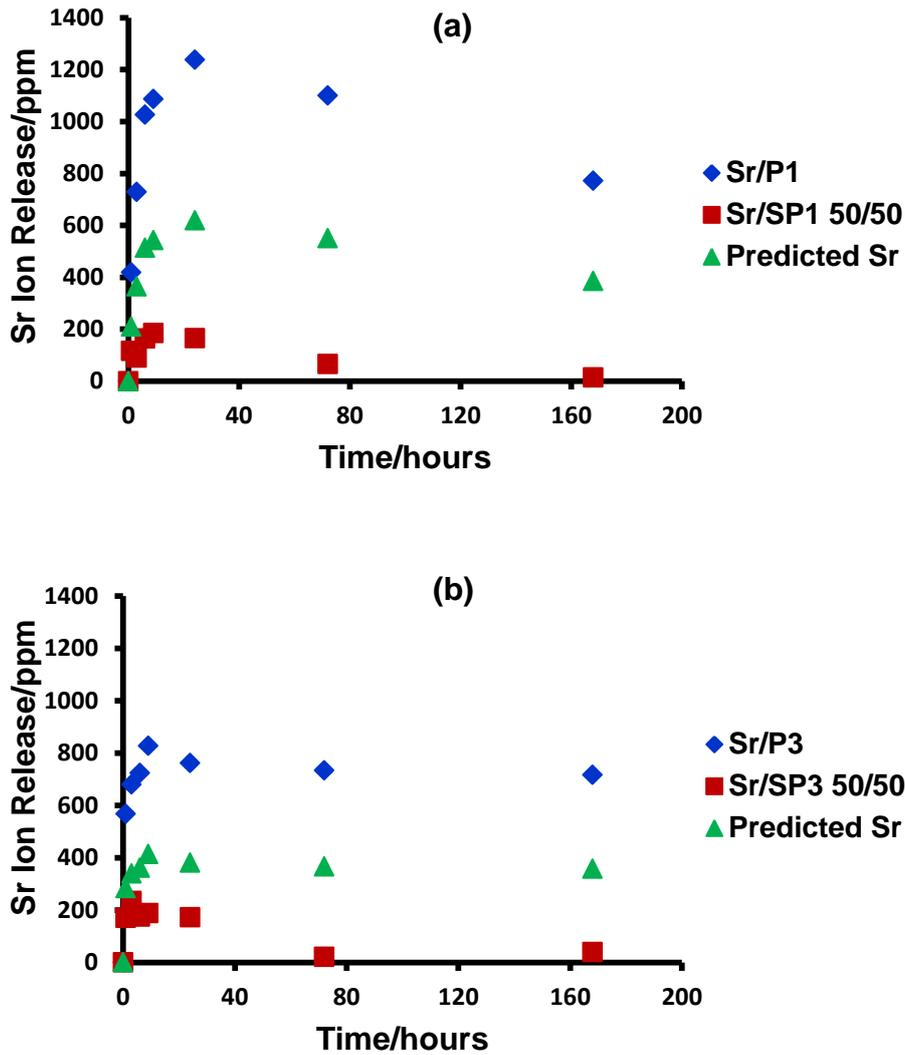 (a)
Sr Ion Release/ppm
1400
1200
1000
800
600
400
200
0
0 40 80 120 160 200
Time/hours
Sr/P1
Sr/SP1 50/50
Predicted Sr
(b)
Sr Ion Release/ppm
1400
1200
1000
800
600
400
200
0
0 40 80 120 160 200
Time/hours
Sr/P3
Sr/SP3 50/50
Predicted Sr